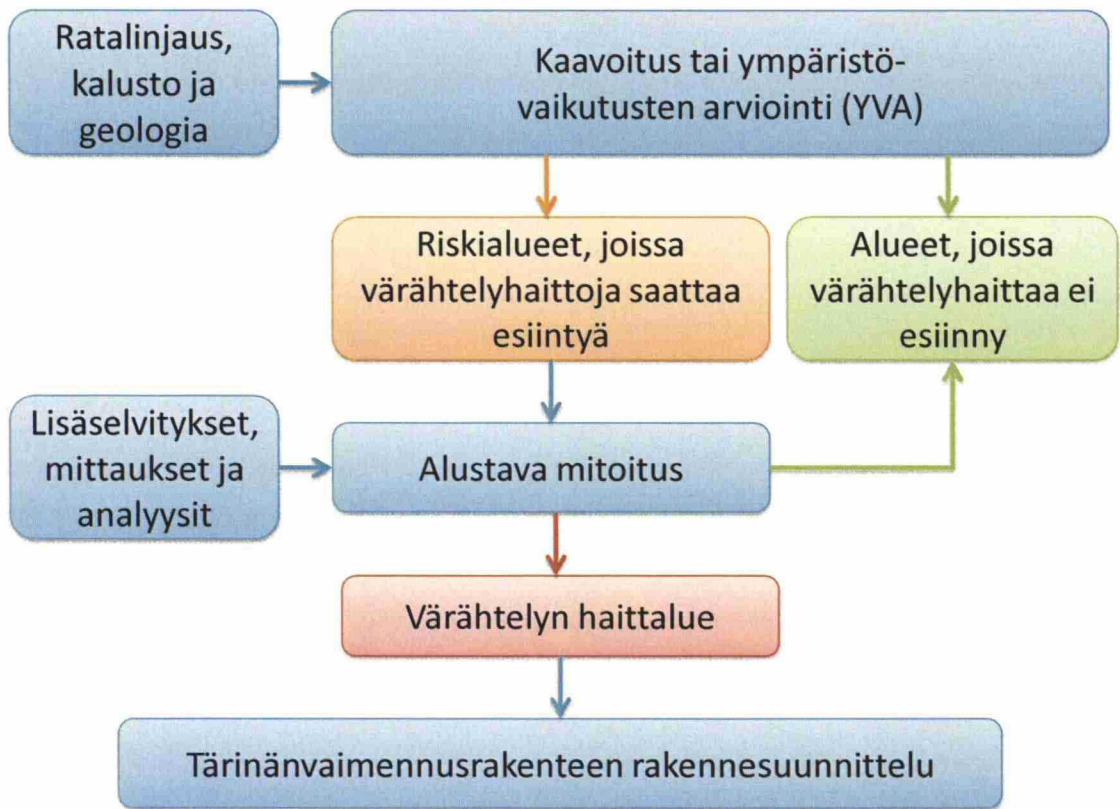 Ratalinjaus,
kalusto ja
geologia
Kaavoitus tai ympäristö-
vaikutusten arviointi (YVA)
Riskialueet, joissa
värähtelyhaittoja saattaa
esiintyä
Alueet, joissa
värähtelyhaittaa ei
esiinny
Lisäselvitykset,
mittaukset ja
analyysit
Alustava mitoitus
Värähtelyn haittalue
Tärinänvaimennusrakenteen rakennesuunnittelu